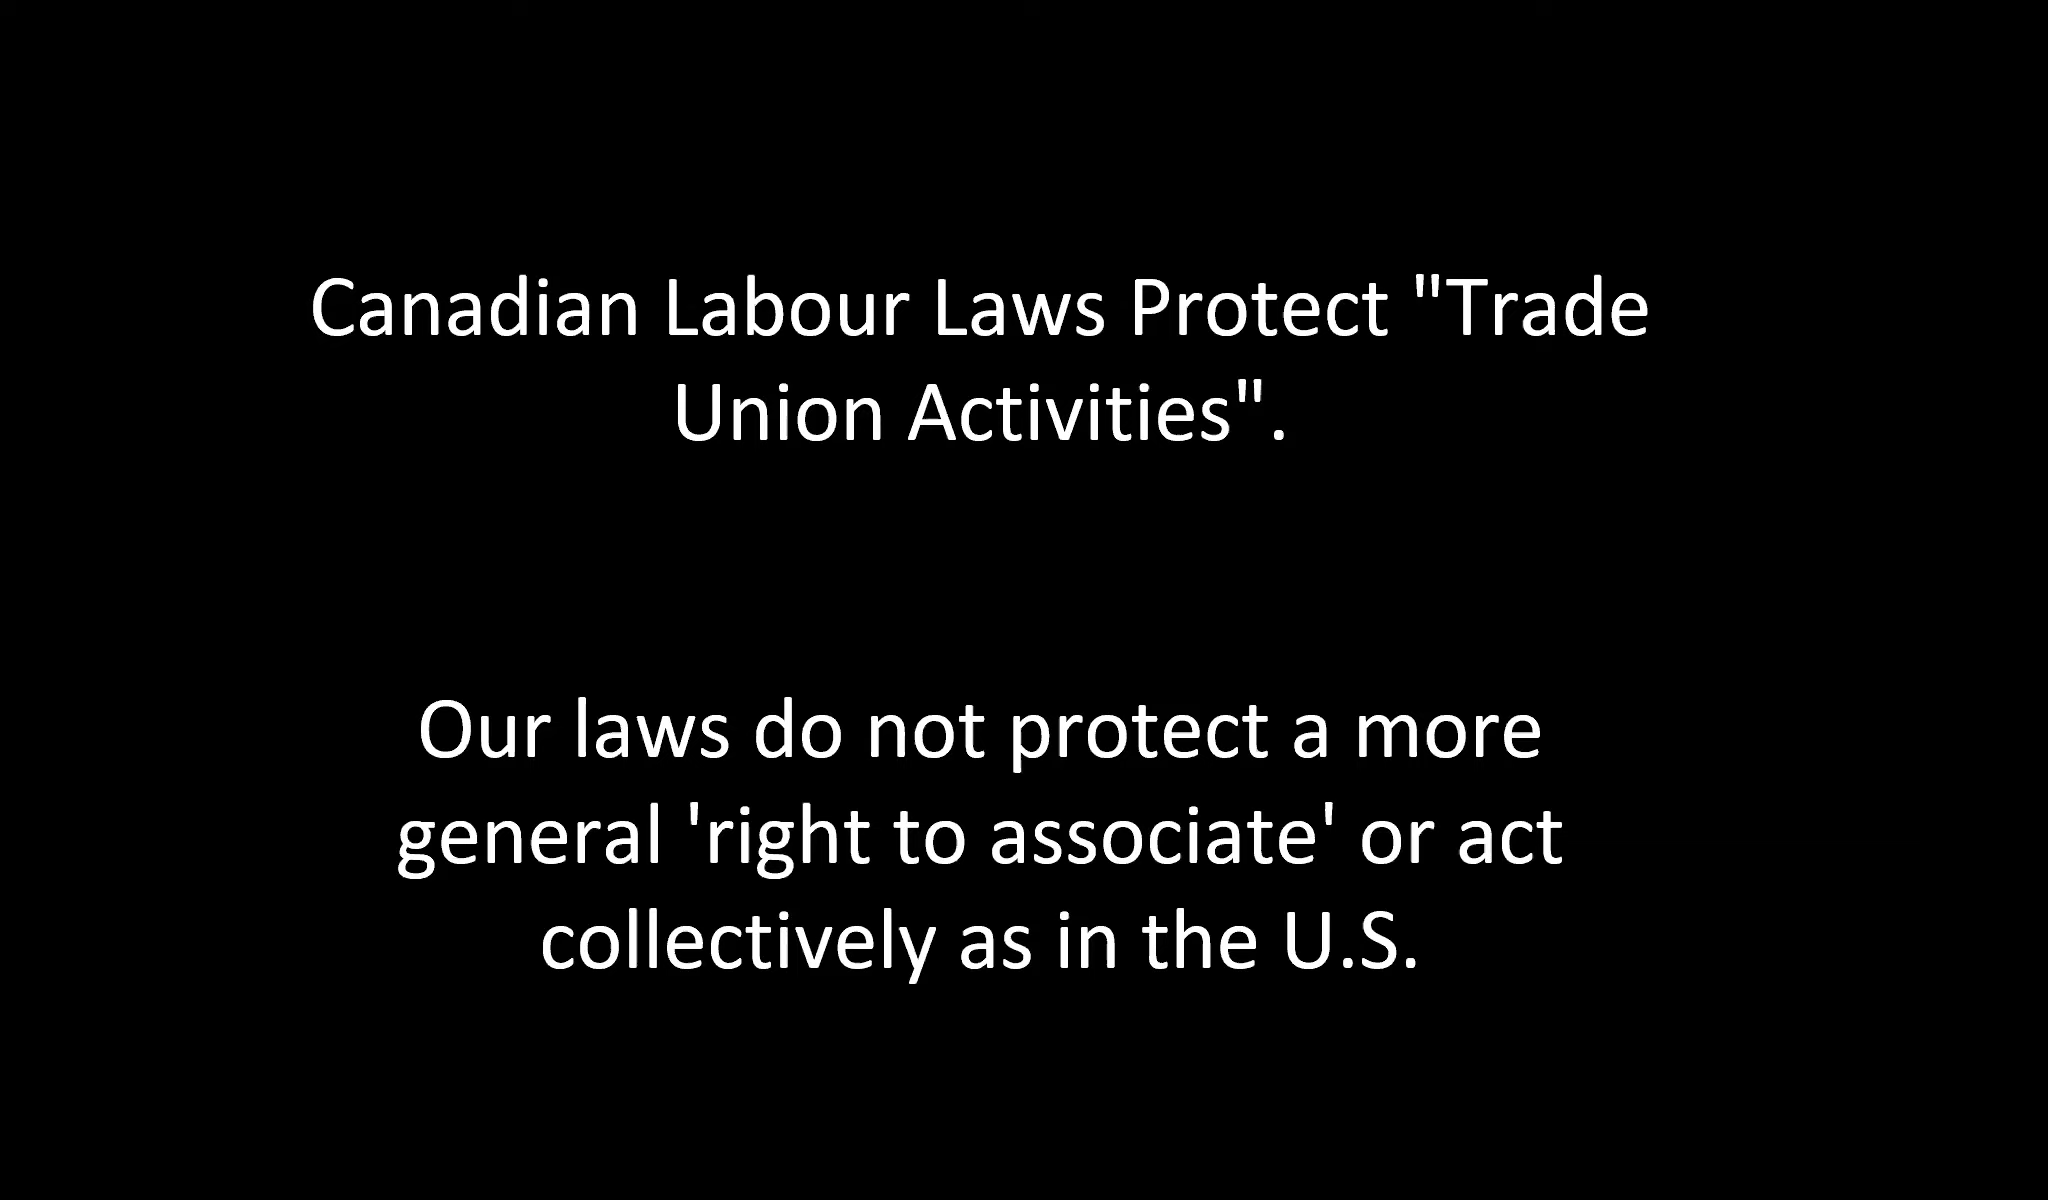 Canadian Labour Laws Protect "Trade
Union Activities".
Our laws do not protect a more
general 'right to associate' or act
collectively as in the U.S.